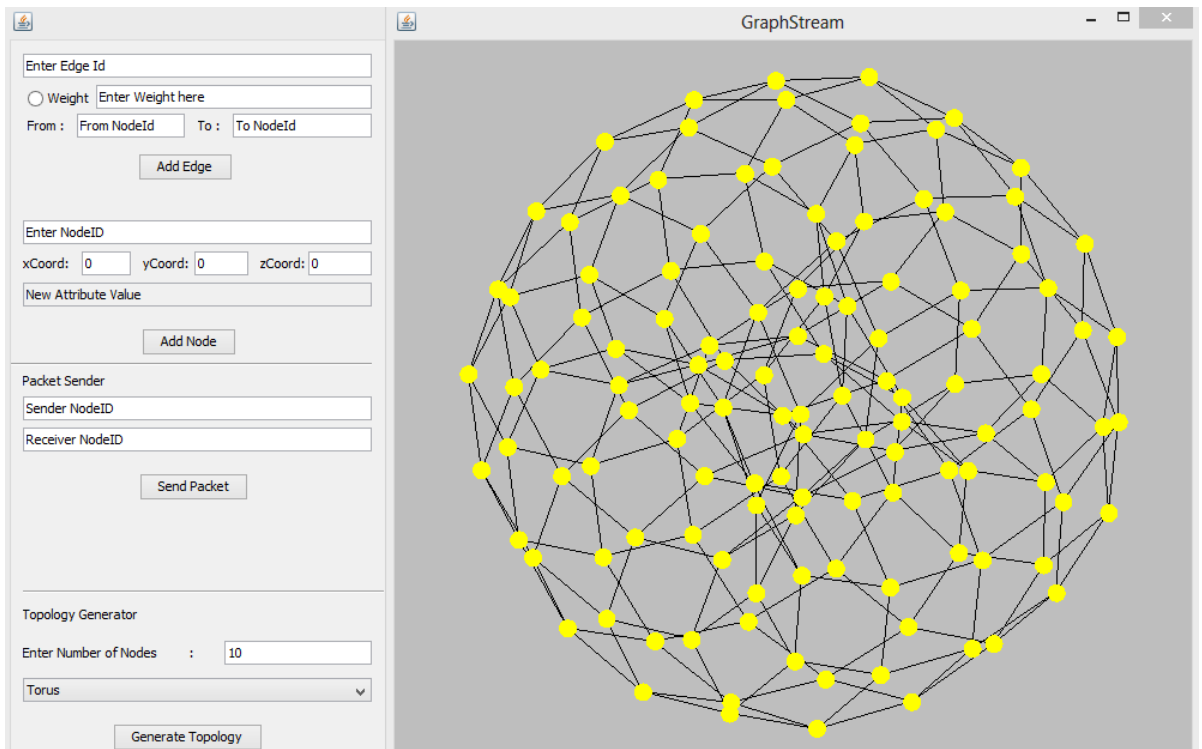 GraphStream
Enter Edge Id
Weight Enter Weight here
From : From NodeId To : To NodeId
Add Edge
Enter NodeID
xCoord: 0 yCoord: 0 zCoord: 0
New Attribute Value
Add Node
Packet Sender
Sender NodeID
Receiver NodeID
Send Packet
Topology Generator
Enter Number of Nodes : 10
Torus
Generate Topology